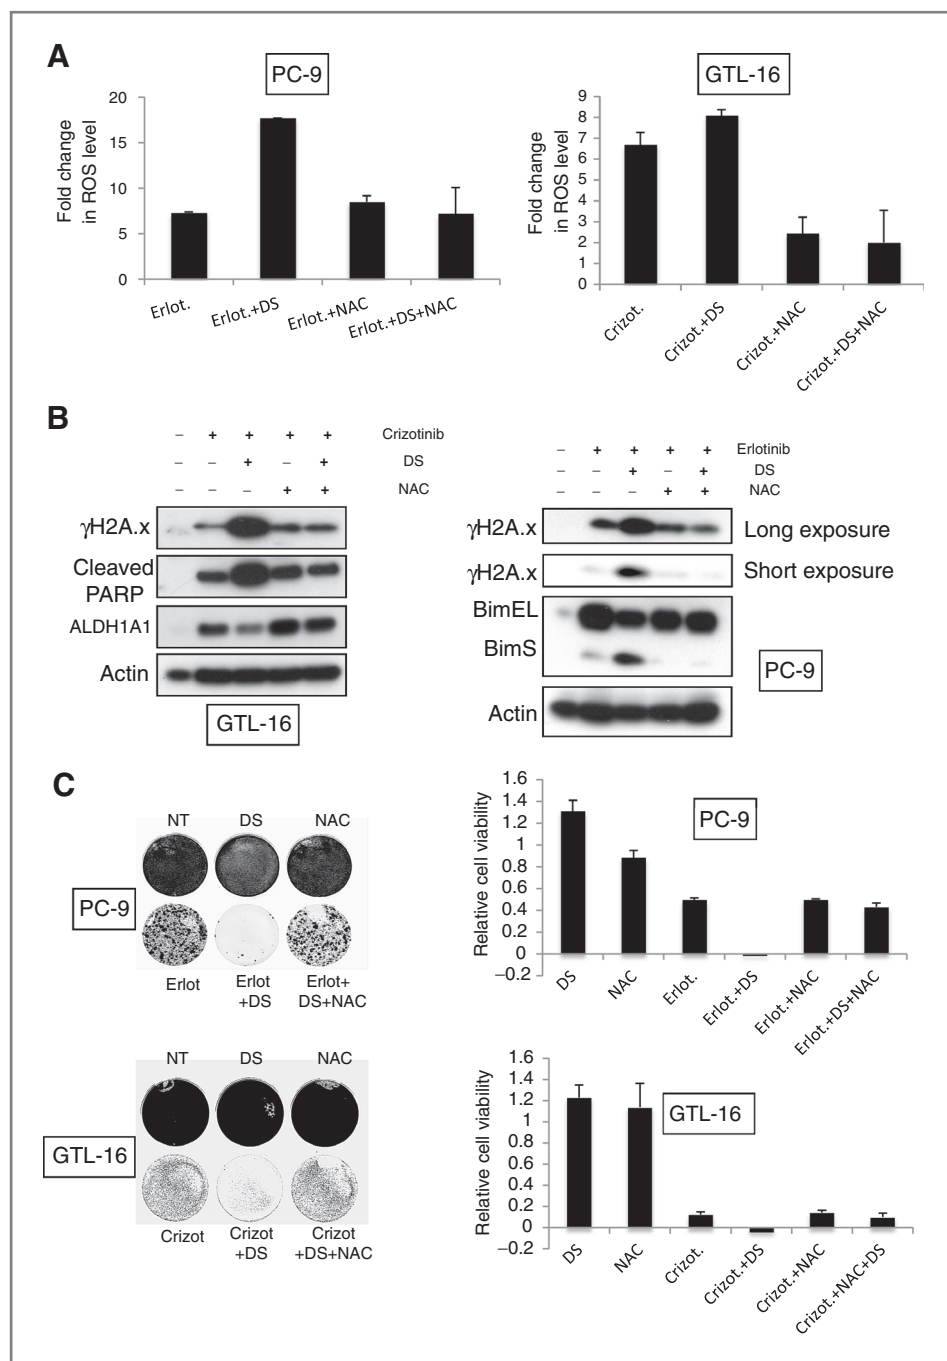 A
PC-9
Fold change
in ROS level
20
15
10
5
0
Erlot.
Erlot.+DS
Erlot.+NAC
Erlot.+DS+NAC
GTL-16
Fold change
in ROS level
9
8
7
6
5
4
3
2
1
0
Crizot.
Crizot.+DS
Crizot.+NAC
Crizot.+DS+NAC
B
– + + + + Crizotinib
– – + – + DS
– – – + + NAC
γH2A.x
Cleaved
PARP
ALDH1A1
Actin
GTL-16
– + + + + Erlotinib
– – + – + DS
– – – + + NAC
γH2A.x Long exposure
γH2A.x Short exposure
BimEL
BimS
PC-9
Actin
C
NT DS NAC
PC-9
Erlot Erlot
+DS Erlot+
DS+NAC
Relative cell viability
1.6
1.4
1.2
1
0.8
0.6
0.4
0.2
0
−0.2
PC-9
DS
NAC
Erlot.
Erlot.+DS
Erlot.+NAC
Erlot.+DS+NAC
NT DS NAC
GTL-16
Crizot Crizot
+DS Crizot
+DS+NAC
Relative cell viability
1.6
1.4
1.2
1
0.8
0.6
0.4
0.2
0
−0.2
GTL-16
DS
NAC
Crizot.
Crizot.+DS
Crizot.+NAC
Crizot.+NAC+DS